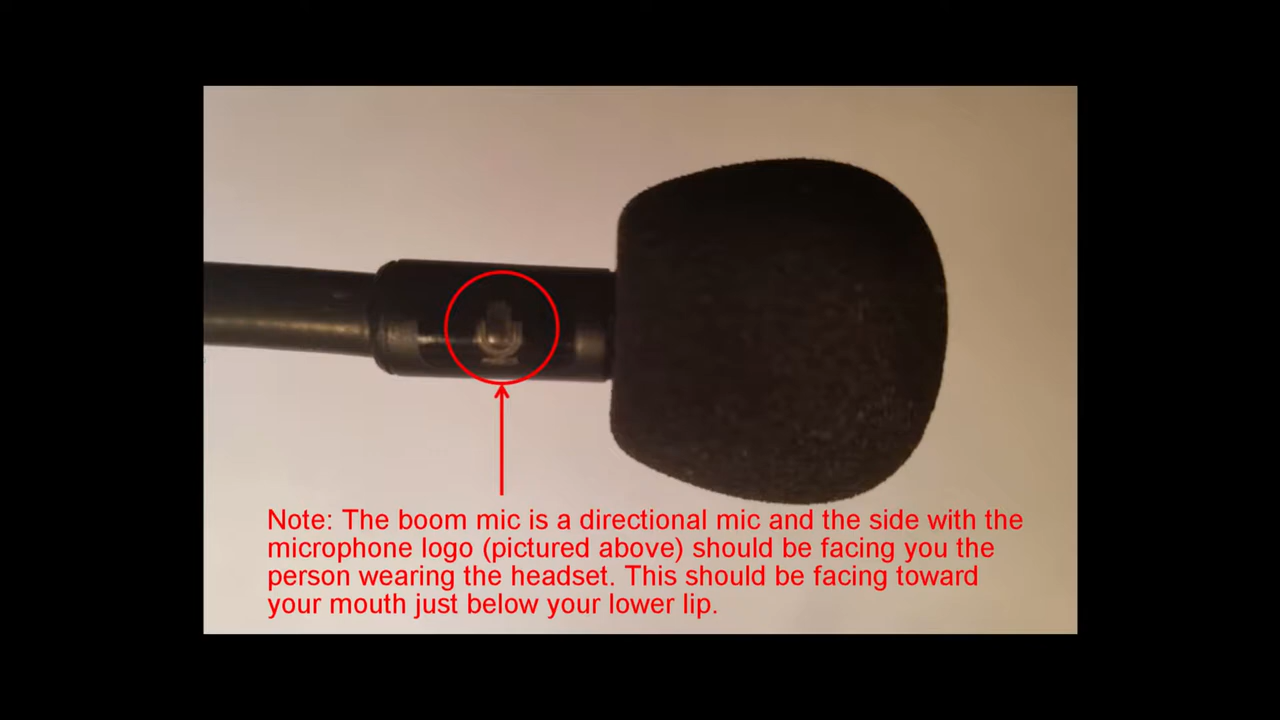 Note: The boom mic is a directional mic and the side with the
microphone logo (pictured above) should be facing you the
person wearing the headset. This should be facing toward
your mouth just below your lower lip.